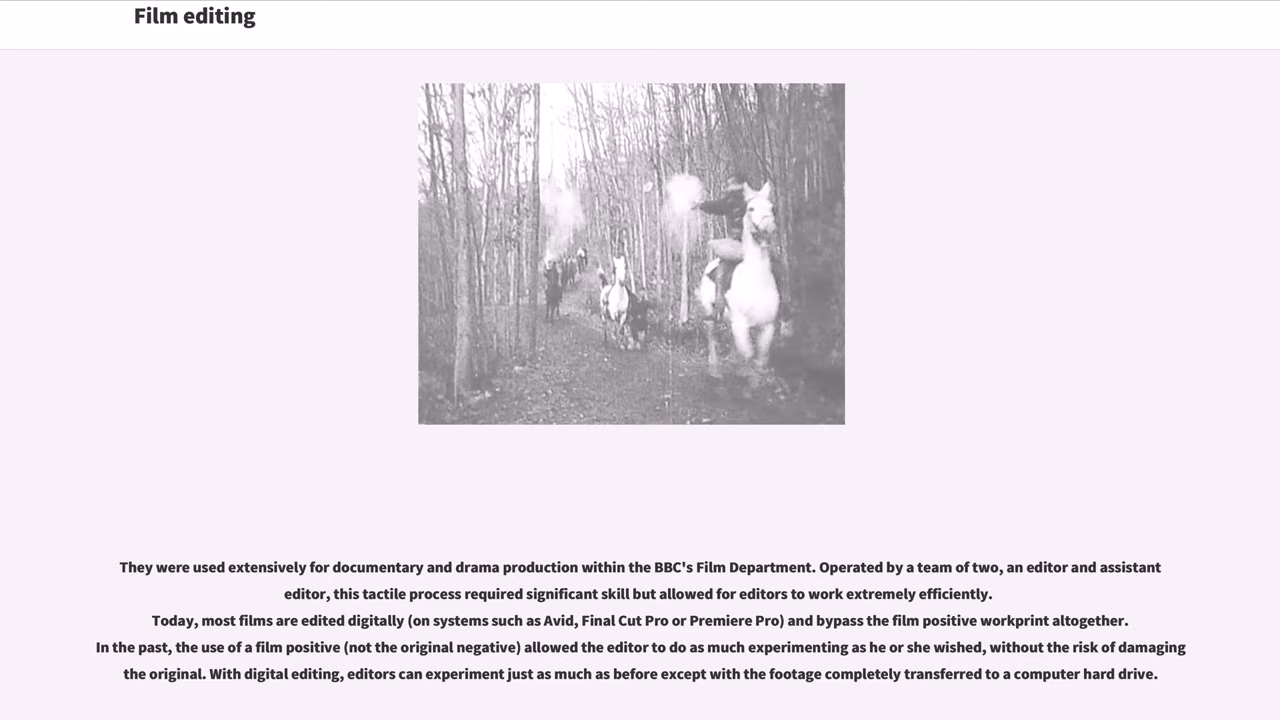 Film editing
They were used extensively for documentary and drama production within the BBC's Film Department. Operated by a team of two, an editor and assistant
editor, this tactile process required significant skill but allowed for editors to work extremely efficiently.
Today, most films are edited digitally (on systems such as Avid, Final Cut Pro or Premiere Pro) and bypass the film positive workprint altogether.
In the past, the use of a film positive (not the original negative) allowed the editor to do as much experimenting as he or she wished, without the risk of damaging
the original. With digital editing, editors can experiment just as much as before except with the footage completely transferred to a computer hard drive.